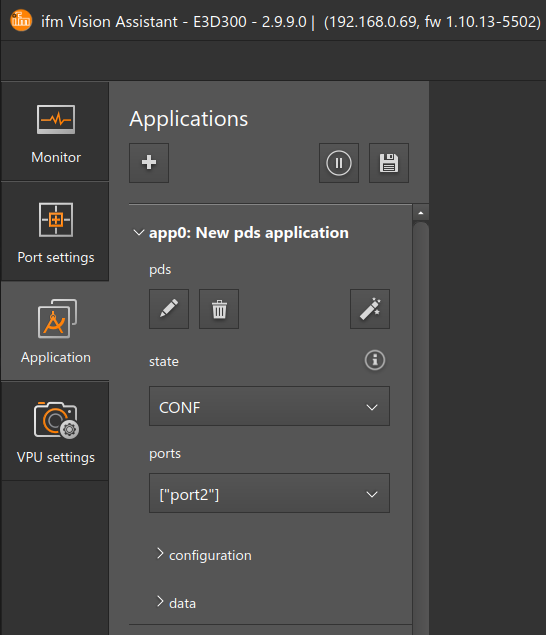 ifm ifm Vision Assistant - E3D300 - 2.9.9.0 | (192.168.0.69, fw 1.10.13-5502)
Monitor
Port settings
Application
VPU settings
Applications
app0: New pds application
pds
state
CONF
ports
["port2"]
configuration
data